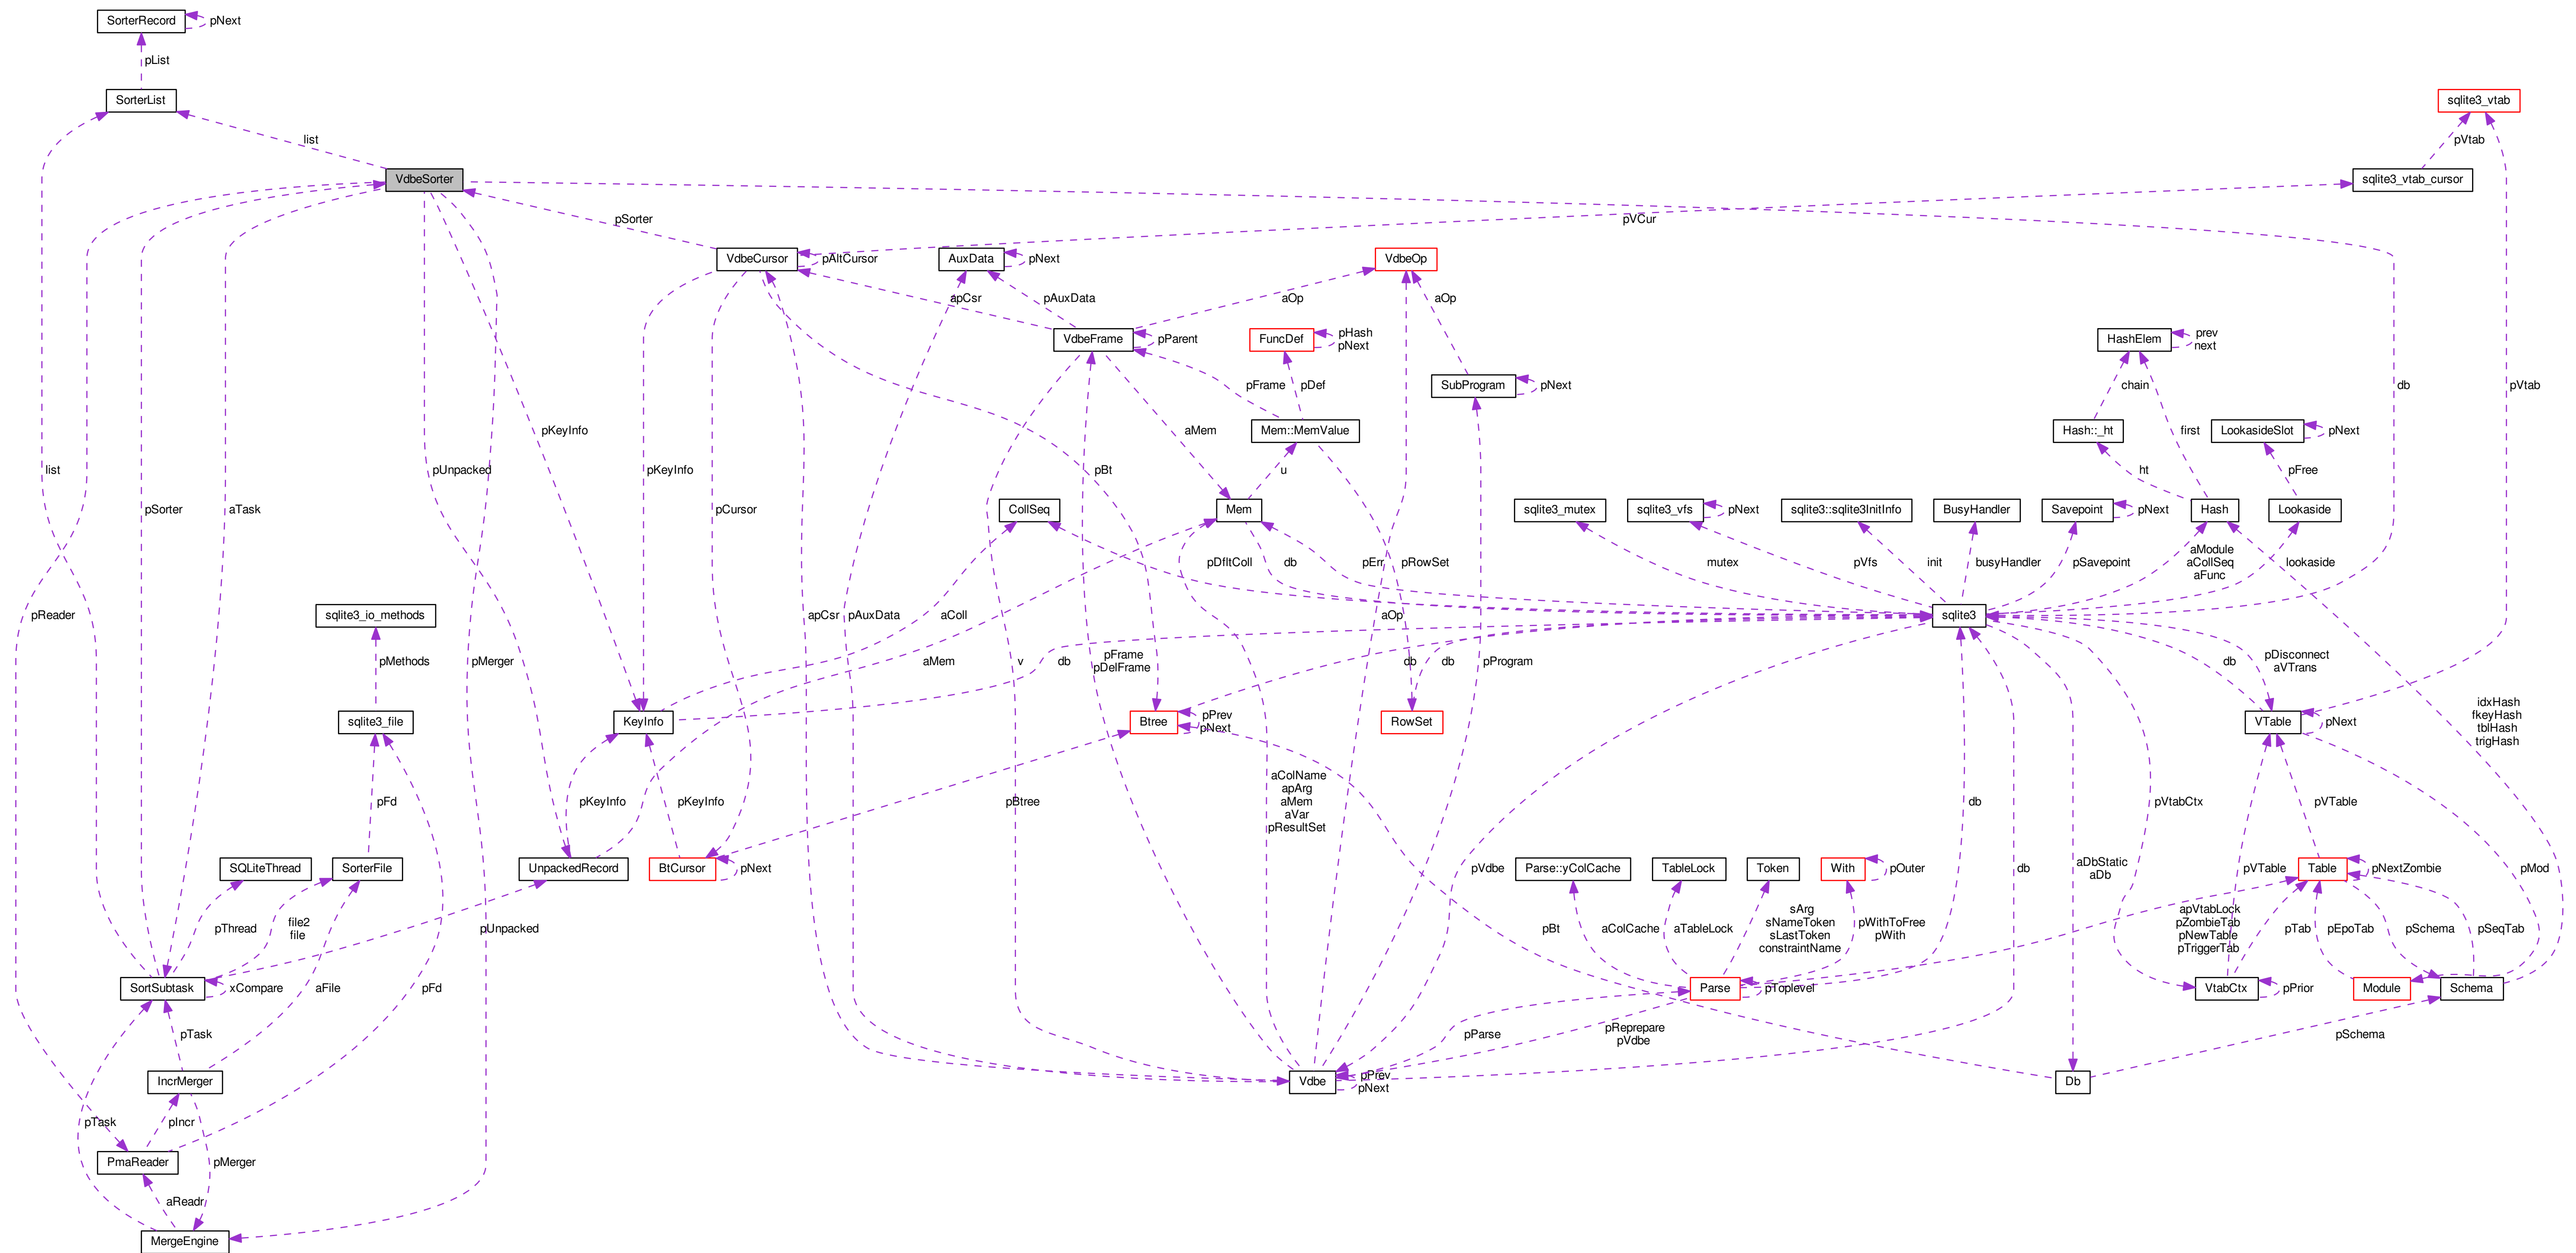 SorterRecord
pNext
pList
SorterList
sqlite3_vtab
list
pVtab
VdbeSorter
sqlite3_vtab_cursor
pSorter
pVCur
VdbeCursor
pAltCursor
AuxData
pNext
VdbeOp
apCsr
pAuxData
aOp
aOp
VdbeFrame
pParent
FuncDef
pHash
pNext
HashElem
prev
next
pFrame
pDef
SubProgram
pNext
chain
db
pVtab
pKeyInfo
aMem
Mem::MemValue
Hash::_ht
first
LookasideSlot
pNext
list
pUnpacked
pKeyInfo
pBt
u
ht
pFree
pSorter
aTask
pCursor
CollSeq
Mem
sqlite3_mutex
sqlite3_vfs
pNext
sqlite3::sqlite3InitInfo
BusyHandler
Savepoint
pNext
Hash
Lookaside
pDfltColl
db
pErr
pRowSet
mutex
pVfs
init
busyHandler
pSavepoint
aModule
aCollSeq
aFunc
lookaside
pReader
sqlite3_io_methods
aColl
apCsr
pAuxData
aOp
sqlite3
pMethods
pMerger
aMem
db
v
pFrame
pDelFrame
db
db
pProgram
db
pDisconnect
aVTrans
sqlite3_file
KeyInfo
Btree
pPrev
pNext
RowSet
VTable
pNext
idxHash
fkeyHash
tblHash
trigHash
pFd
pKeyInfo
pKeyInfo
pBtree
aColName
apArg
aMem
aVar
pResultSet
db
pVtabCtx
pVTable
SQLiteThread
SorterFile
UnpackedRecord
BtCursor
pNext
pVdbe
Parse::yColCache
TableLock
Token
With
pOuter
db
aDbStatic
aDb
pVTable
Table
pNextZombie
pMod
pThread
file2
file
pUnpacked
pBt
aColCache
aTableLock
sArg
sNameToken
sLastToken
constraintName
pWithToFree
pWith
apVtabLock
pZombieTab
pNewTable
pTriggerTab
pTab
pEpoTab
pSchema
pSeqTab
SortSubtask
xCompare
aFile
pFd
Parse
pToplevel
VtabCtx
pPrior
Module
Schema
pTask
pParse
pReprepare
pVdbe
pSchema
IncrMerger
Vdbe
pPrev
pNext
Db
pTask
pIncr
PmaReader
pMerger
aReadr
MergeEngine